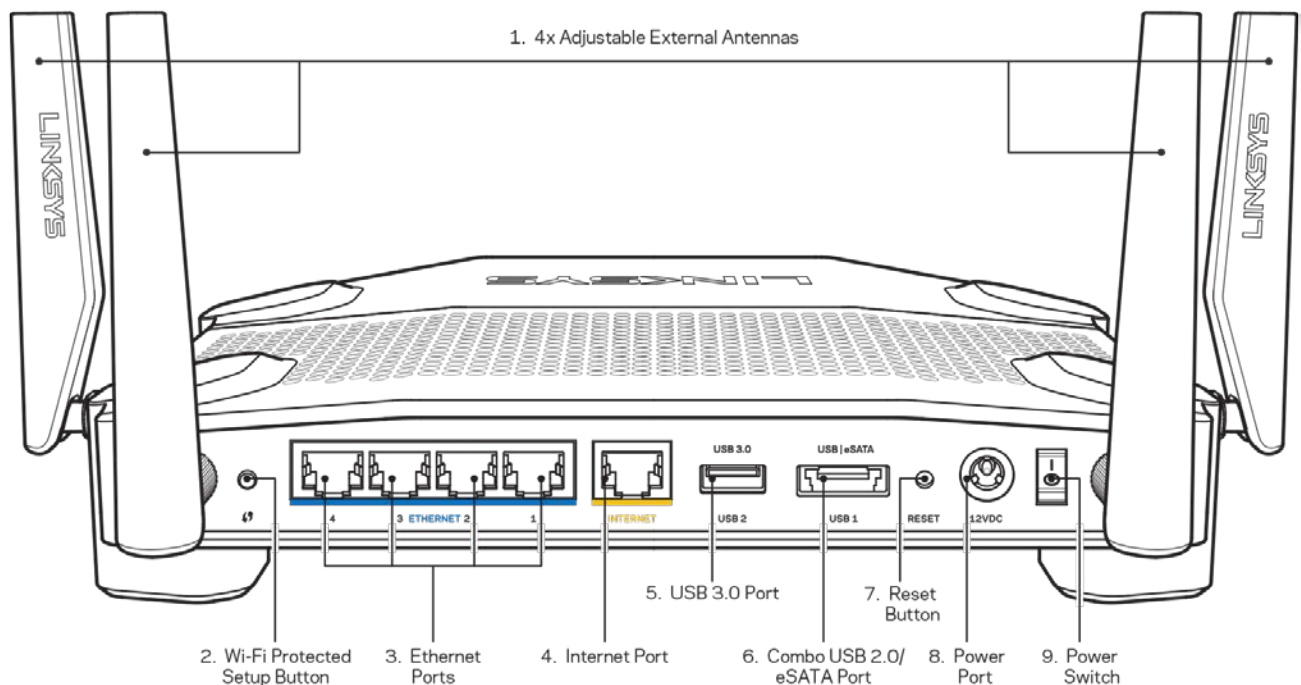 1. 4x Adjustable External Antennas
LINKSYS
LINKSYS
LINKSYS
USB 3.0
USB | eSATA
4
3 ETHERNET 2
1
INTERNET
USB 2
USB 1
RESET
12VDC
5. USB 3.0 Port
7. Reset
Button
2. Wi-Fi Protected
Setup Button
3. Ethernet
Ports
4. Internet Port
6. Combo USB 2.0/
eSATA Port
8. Power
Port
9. Power
Switch